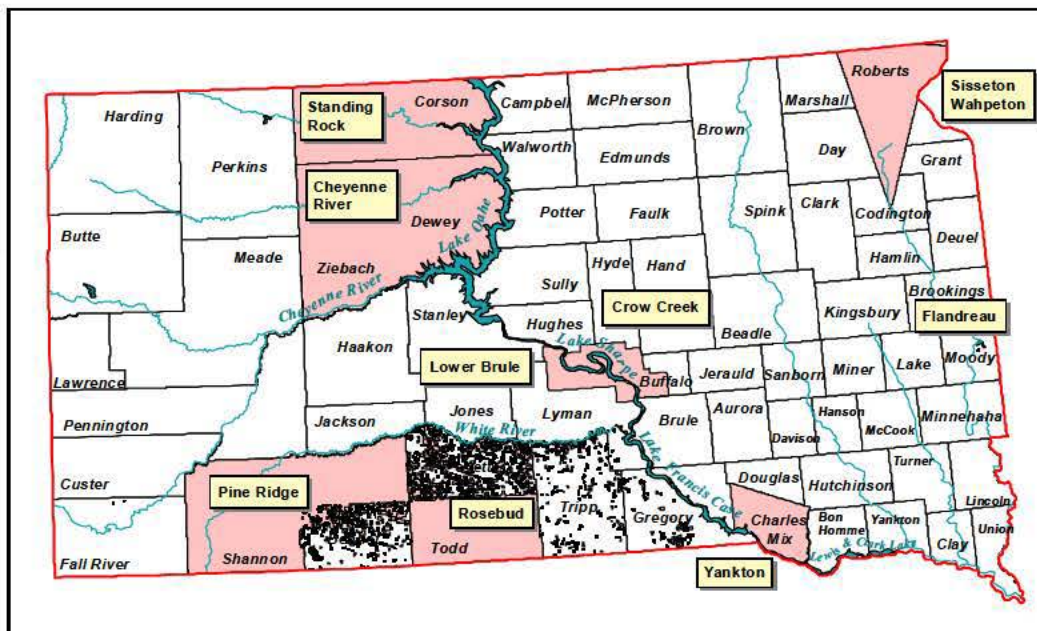 Roberts
Sisseton
Wahpeton
Standing
Rock
Corson
Campbell
McPherson
Marshall
Harding
Brown
Perkins
Walworth
Edmunds
Day
Grant
Cheyenne
River
Dewey
Lake Oahe
Potter
Faulk
Spink
Clark
Codington
Deuel
Butte
Meade
Ziebach
Hyde
Hand
Hamlin
Cheyenne River
Sully
Crow Creek
Brookings
Stanley
Hughes
Kingsbury
Flandreau
Beadle
Haakon
Lake Sharpe
Lower Brule
Buffalo
Jerauld
Sanborn
Miner
Lake
Moody
Lawrence
Jones
Lyman
Brule
Aurora
Hanson
Minnehaha
Pennington
Jackson
White River
Davison
McCook
Lake Francis Case
Turner
Custer
Pine Ridge
Douglas
Hutchinson
Lincoln
Rosebud
Tripp
Gregory
Charles
Mix
Bon
Homme
Yankton
Union
Fall River
Shannon
Todd
Clay
Lewis & Clark Lake
Yankton